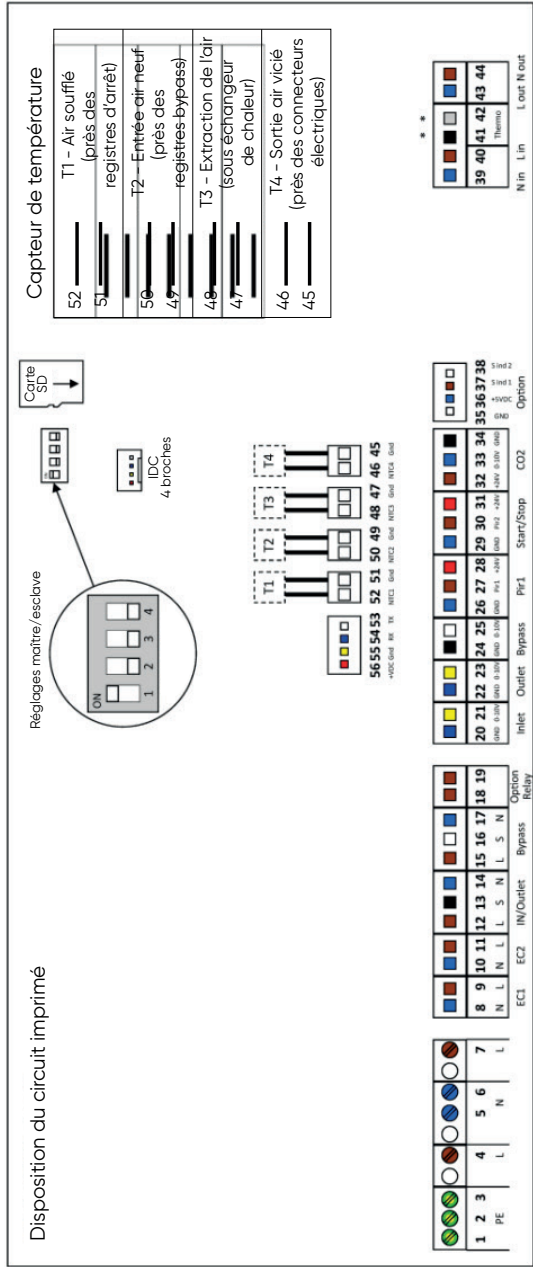 Disposition du circuit imprimé
Réglages maître/esclave
ON
1 2 3 4
ON
Carte
SD
IDC
4 broches
Capteur de température
52 T1 - Air soufflé
(près des
51 registres d'arrêt)
T2 - Entrée air neuf
50 (près des
49 registres bypass)
48 T3 - Extraction de l'air
(sous échangeur
47 de chaleur)
46 T4 - Sortie air vicié
(près des connecteurs
45 électriques)
T1 T2 T3 T4
56 55 54 53 52 51 50 49 48 47 46 45
+VDC Gnd RX TX NTC1 Gnd NTC2 Gnd NTC3 Gnd NTC4 Gnd
1 2 3 4 5 6 7
PE L N L
8 9 10 11 12 13 14 15 16 17 18 19
N L N L L S N L S N
EC1 EC2 IN/Outlet Bypass Option
Relay
20 21 22 23 24 25 26 27 28 29 30 31 32 33 34 35 36 37 38
GND 0-10V GND 0-10V GND 0-10V GND Pir1 +24V GND Pir2 +24V +24V 0-10V GND GND +5VDC S ind 1 S ind 2
Inlet Outlet Bypass Pir1 Start/Stop CO2 Option
* *
39 40 41 42 43 44
Thermo
N in L in L out N out